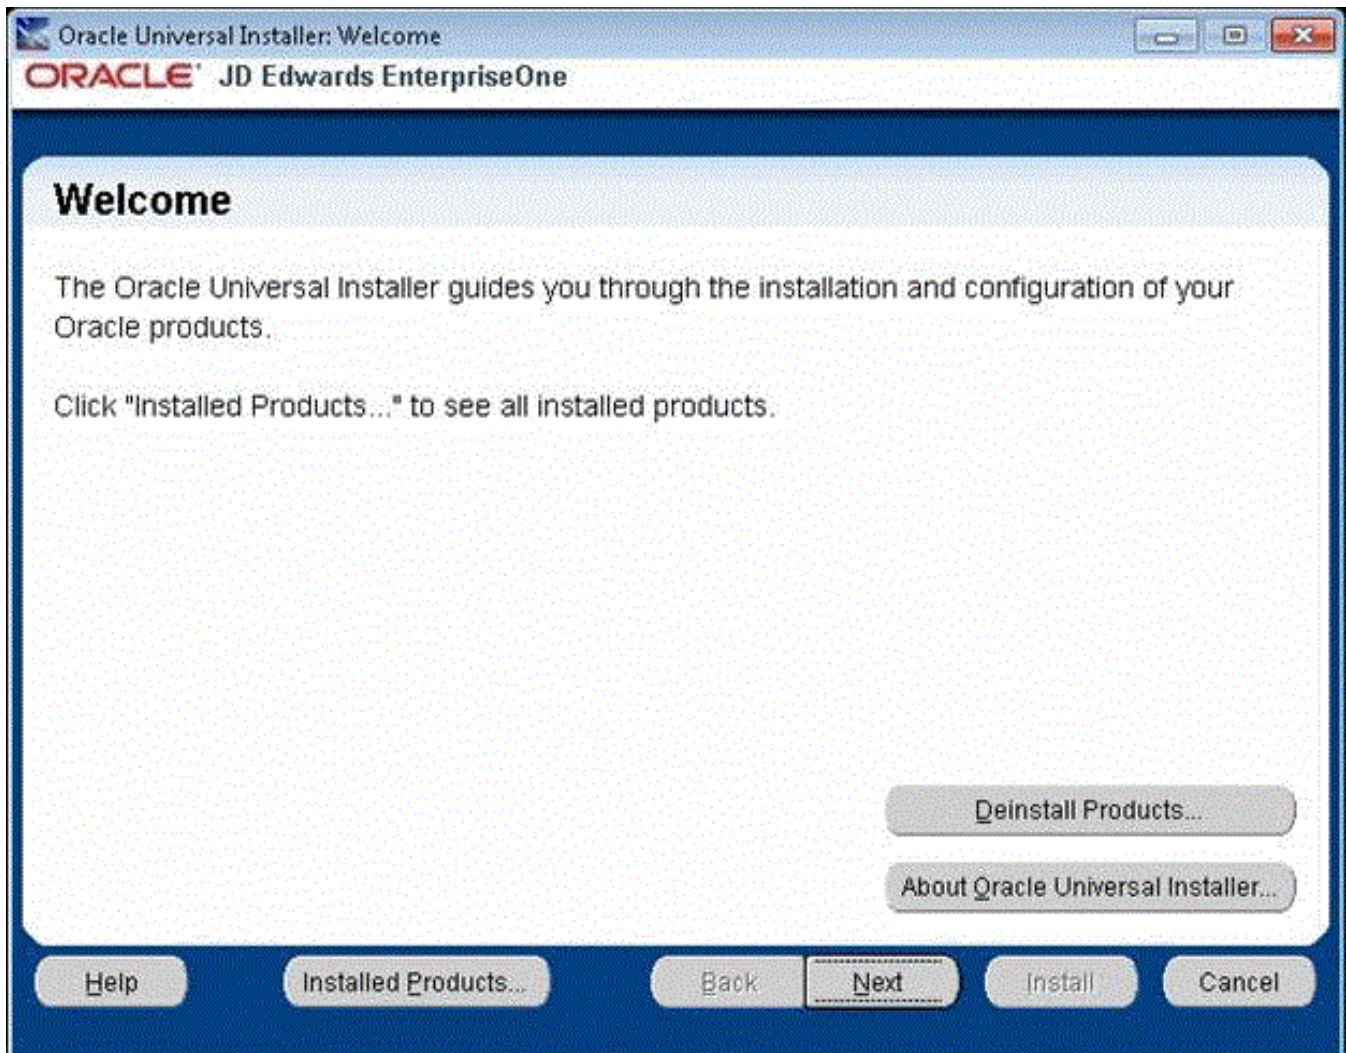 Oracle Universal Installer: Welcome
ORACLE' JD Edwards EnterpriseOne
Welcome
The Oracle Universal Installer guides you through the installation and configuration of your
Oracle products.
Click "Installed Products..." to see all installed products.
Deinstall Products...
About Oracle Universal Installer...
Help Installed Products... Back Next Install Cancel